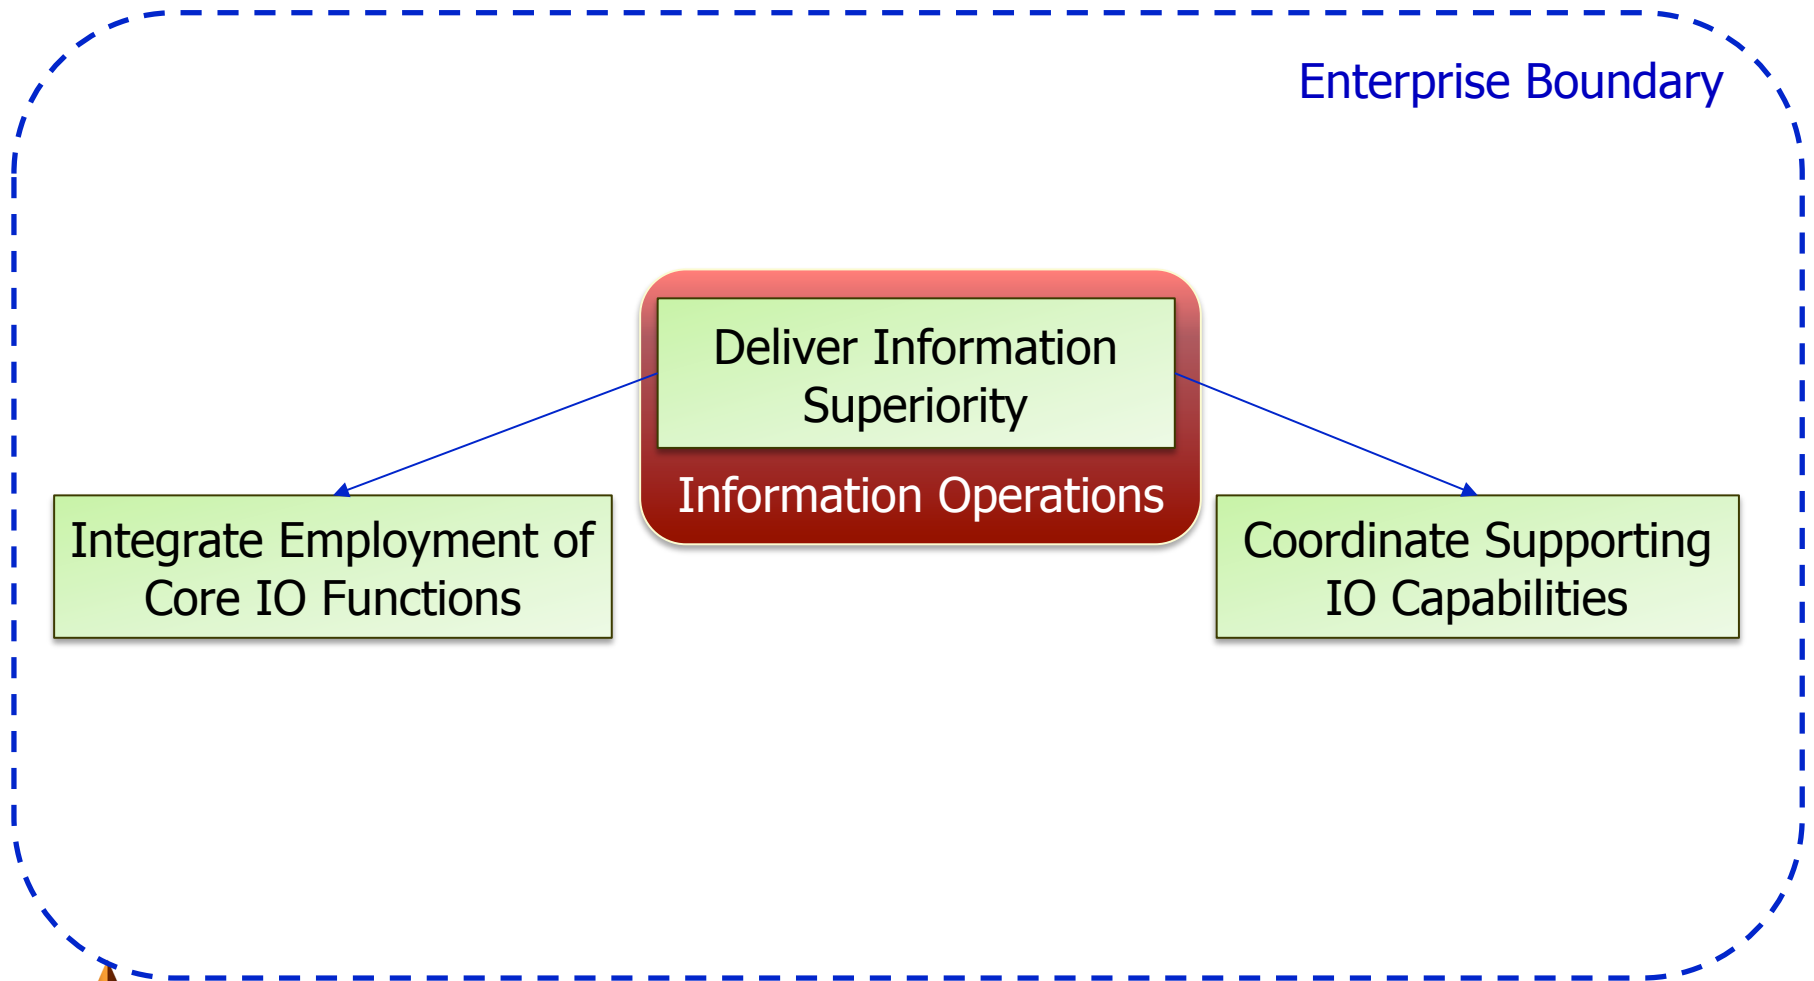 Enterprise Boundary
Deliver Information
Superiority
Information Operations
Integrate Employment of
Core IO Functions
Coordinate Supporting
IO Capabilities